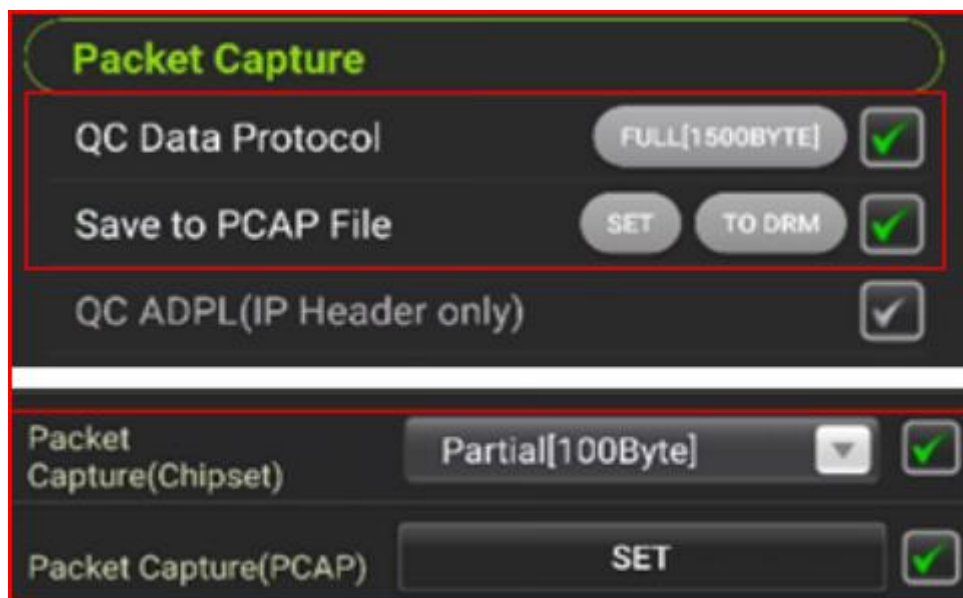 Packet Capture
QC Data Protocol FULL[1500BYTE]
Save to PCAP File SET TO DRM
QC ADPL(IP Header only)
Packet
Capture(Chipset) Partial[100Byte]
Packet Capture(PCAP) SET